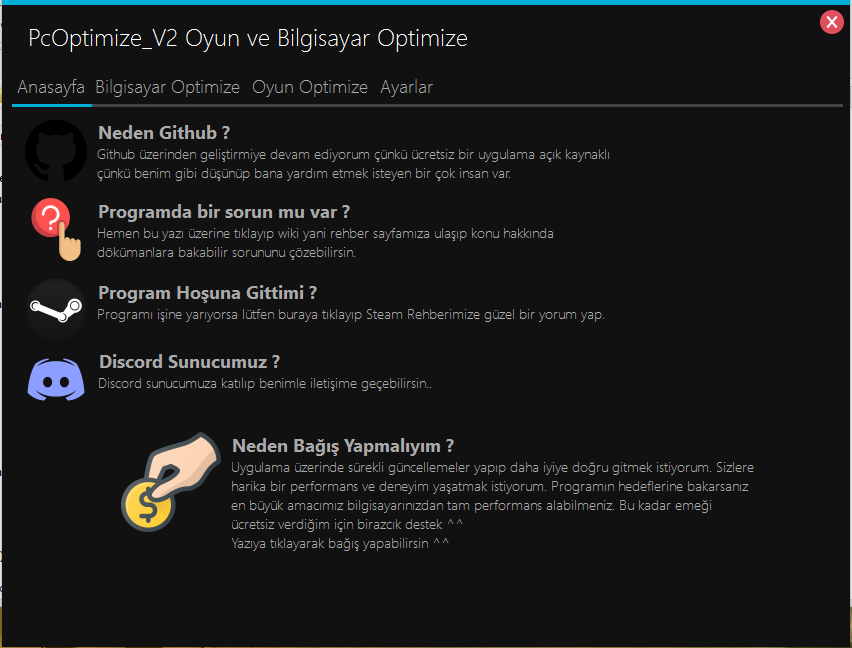 PcOptimize_V2 Oyun ve Bilgisayar Optimize
Anasayfa Bilgisayar Optimize Oyun Optimize Ayarlar
Neden Github ?
Github üzerinden geliştirmiye devam ediyorum çünkü ücretsiz bir uygulama açık kaynaklı
çünkü benim gibi düşünüp bana yardım etmek isteyen bir çok insan var.
Programda bir sorun mu var ?
Hemen bu yazı üzerine tıklayıp wiki yani rehber sayfamıza ulaşıp konu hakkında
dökümanlara bakabilir sorununu çözebilirsin.
Program Hoşuna Gittimi ?
Programı işine yarıyorsa lütfen buraya tıklayıp Steam Rehberimize güzel bir yorum yap.
Discord Sunucumuz ?
Discord sunucumuza katılıp benimle iletişime geçebilirsin..
Neden Bağış Yapmalıyım ?
Uygulama üzerinde sürekli güncellemeler yapıp daha iyiye doğru gitmek istiyorum. Sizlere
harika bir performans ve deneyim yaşatmak istiyorum. Programın hedeflerine bakarsanız
en büyük amacımız bilgisayarınızdan tam performans alabilmeniz. Bu kadar emeği
ücretsiz verdiğim için birazcık destek ^^
Yazıya tıklayarak bağış yapabilirsin ^^